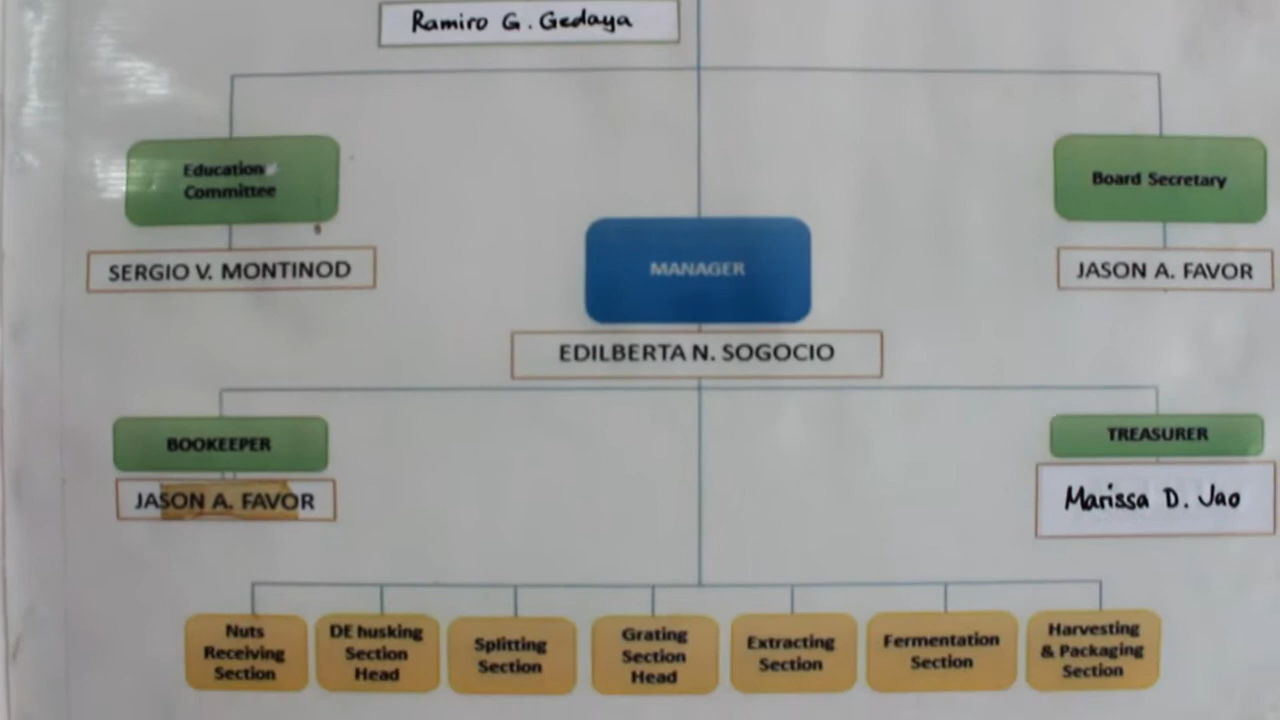 Ramiro G. Gedaya
Education
Committee
Board Secretary
SERGIO V. MONTINOD
MANAGER
JASON A. FAVOR
EDILBERTA N. SOGOCIO
BOOKEEPER
TREASURER
JASON A. FAVOR
Marissa D. Jao
Nuts
Receiving
Section
DE husking
Section
Head
Splitting
Section
Grating
Section
Head
Extracting
Section
Fermentation
Section
Harvesting
& Packaging
Section